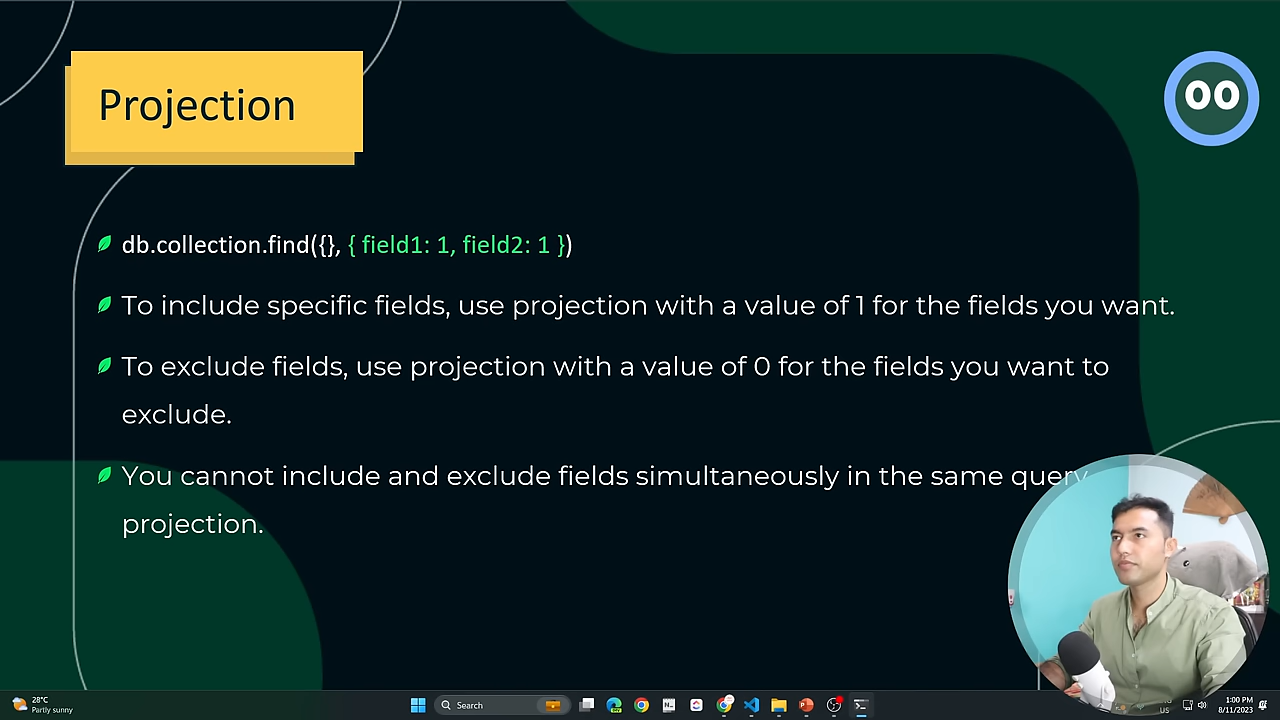 Projection
db.collection.find({}, { field1: 1, field2: 1 })
To include specific fields, use projection with a value of 1 for the fields you want.
To exclude fields, use projection with a value of 0 for the fields you want to
exclude.
You cannot include and exclude fields simultaneously in the same query
projection.
28°C
Partly sunny
Search
1:00 PM
US
8/11/2023